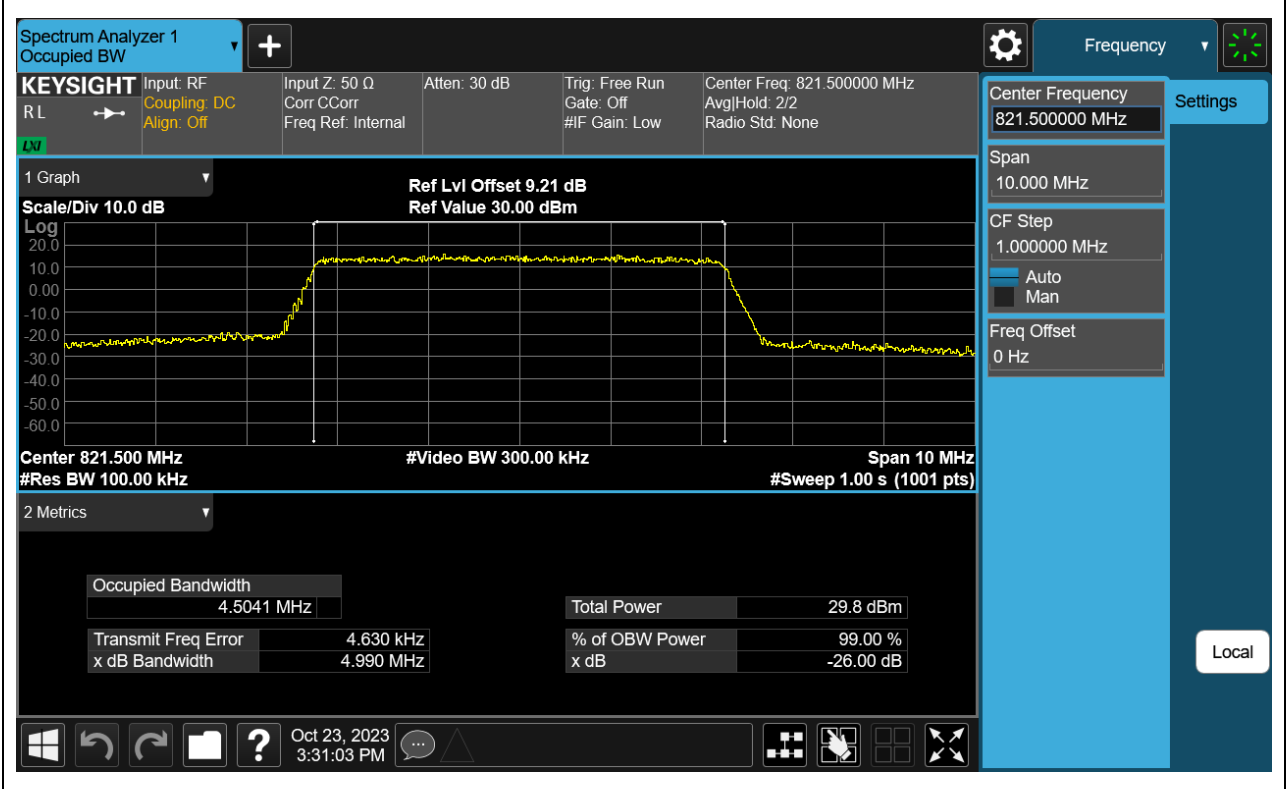 Spectrum Analyzer 1
Occupied BW
+
Frequency
KEYSIGHT
R L
LXI
Input: RF
Coupling: DC
Align: Off
Input Z: 50 Ω
Corr CCorr
Freq Ref: Internal
Atten: 30 dB
Trig: Free Run
Gate: Off
#IF Gain: Low
Center Freq: 821.500000 MHz
Avg|Hold: 2/2
Radio Std: None
Center Frequency
821.500000 MHz
Settings
Span
10.000 MHz
CF Step
1.000000 MHz
Auto
Man
Freq Offset
0 Hz
1 Graph
Ref Lvl Offset 9.21 dB
Scale/Div 10.0 dB
Ref Value 30.00 dBm
Log
20.0
10.0
0.00
-10.0
-20.0
-30.0
-40.0
-50.0
-60.0
Center 821.500 MHz
#Video BW 300.00 kHz
Span 10 MHz
#Res BW 100.00 kHz
#Sweep 1.00 s (1001 pts)
2 Metrics
Occupied Bandwidth
4.5041 MHz
Total Power 29.8 dBm
Transmit Freq Error 4.630 kHz
% of OBW Power 99.00 %
x dB Bandwidth 4.990 MHz
x dB -26.00 dB
Local
?
Oct 23, 2023
3:31:03 PM